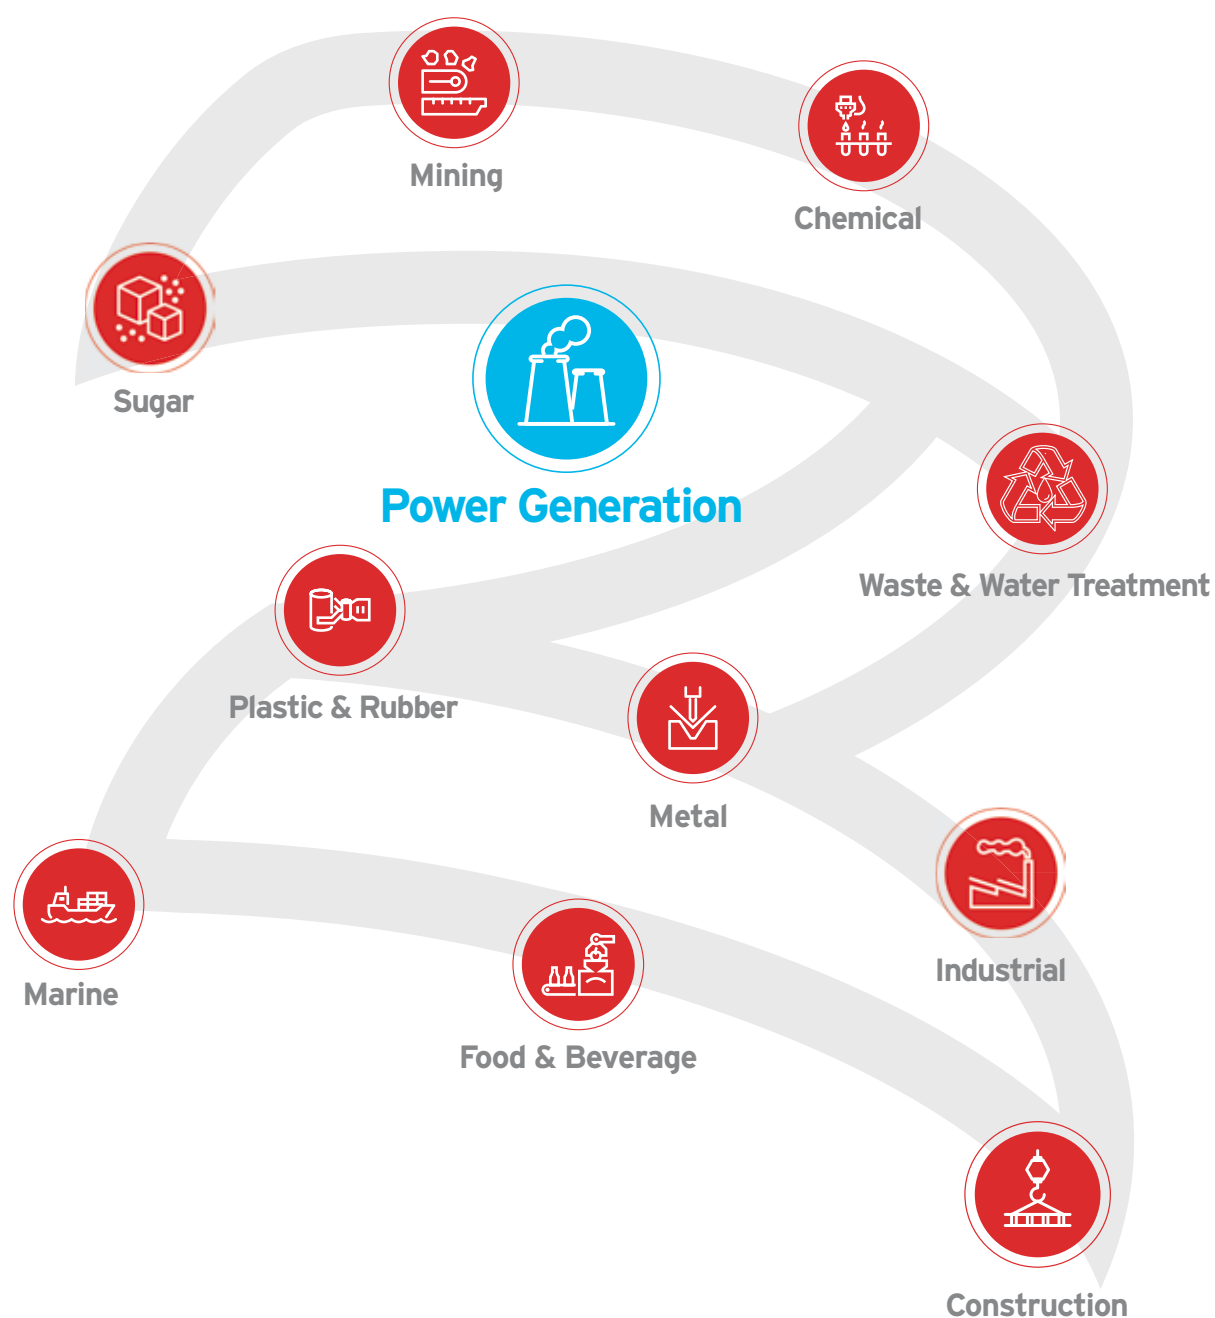 Mining
Chemical
Sugar
Power Generation
Waste & Water Treatment
Plastic & Rubber
Metal
Industrial
Marine
Food & Beverage
Construction